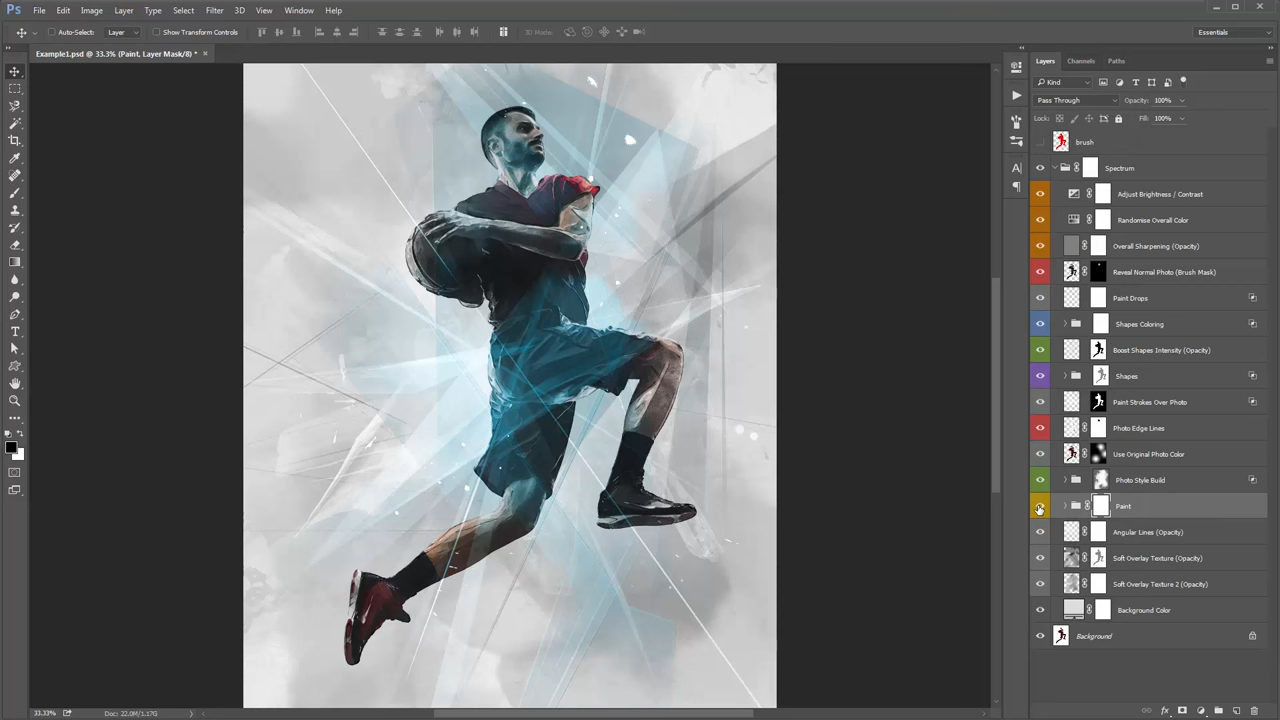 Ps File Edit Image Layer Type Select Filter 3D View Window Help
Auto-Select: Layer Show Transform Controls 3D Mode: Essentials
Example1.psd @ 33.3% (Paint, Layer Mask/8) *
Layers Channels Paths
Kind
Pass Through Opacity: 100%
Lock: Fill: 100%
brush
Spectrum
Adjust Brightness / Contrast
Randomise Overall Color
Overall Sharpening (Opacity)
Reveal Normal Photo (Brush Mask)
Paint Drops
Shapes Coloring
Boost Shapes Intensity (Opacity)
Shapes
Paint Strokes Over Photo
Photo Edge Lines
Use Original Photo Color
Photo Style Build
Paint
Angular Lines (Opacity)
Soft Overlay Texture (Opacity)
Soft Overlay Texture 2 (Opacity)
Background Color
Background
33.33% Doc: 22.0M/1.17G